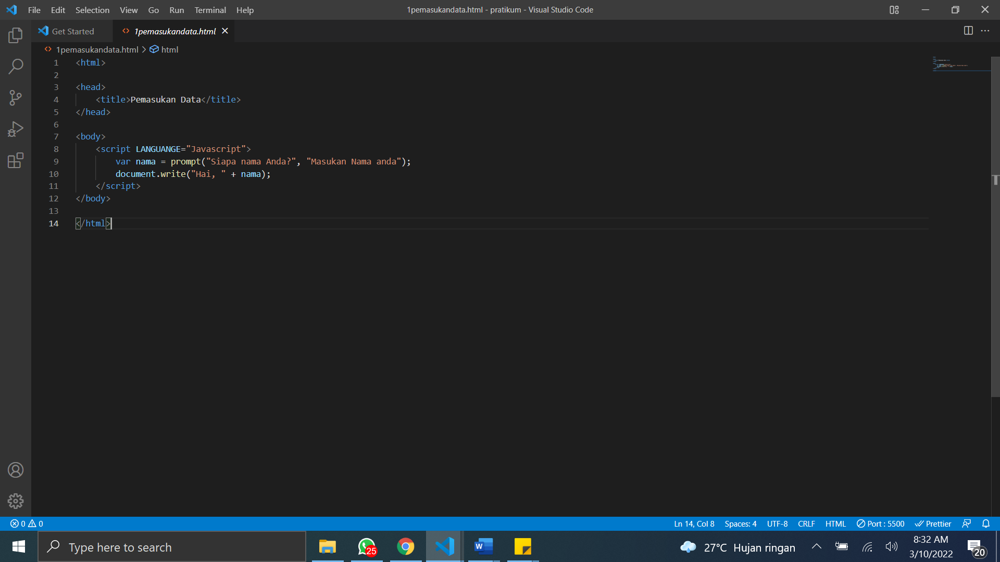 File Edit Selection View Go Run Terminal Help 1pemasukandata.html - pratikum - Visual Studio Code
Get Started 1pemasukandata.html
1pemasukandata.html > html
1 <html>
2
3 <head>
4 <title>Pemasukan Data</title>
5 </head>
6
7 <body>
8 <script LANGUANGE="Javascript">
9 var nama = prompt("Siapa nama Anda?", "Masukan Nama anda");
10 document.write("Hai, " + nama);
11 </script>
12 </body>
13
14 </html>
0 0 Ln 14, Col 8 Spaces: 4 UTF-8 CRLF HTML Port : 5500 Prettier
Type here to search 25 W 27°C Hujan ringan 8:32 AM
3/10/2022 20